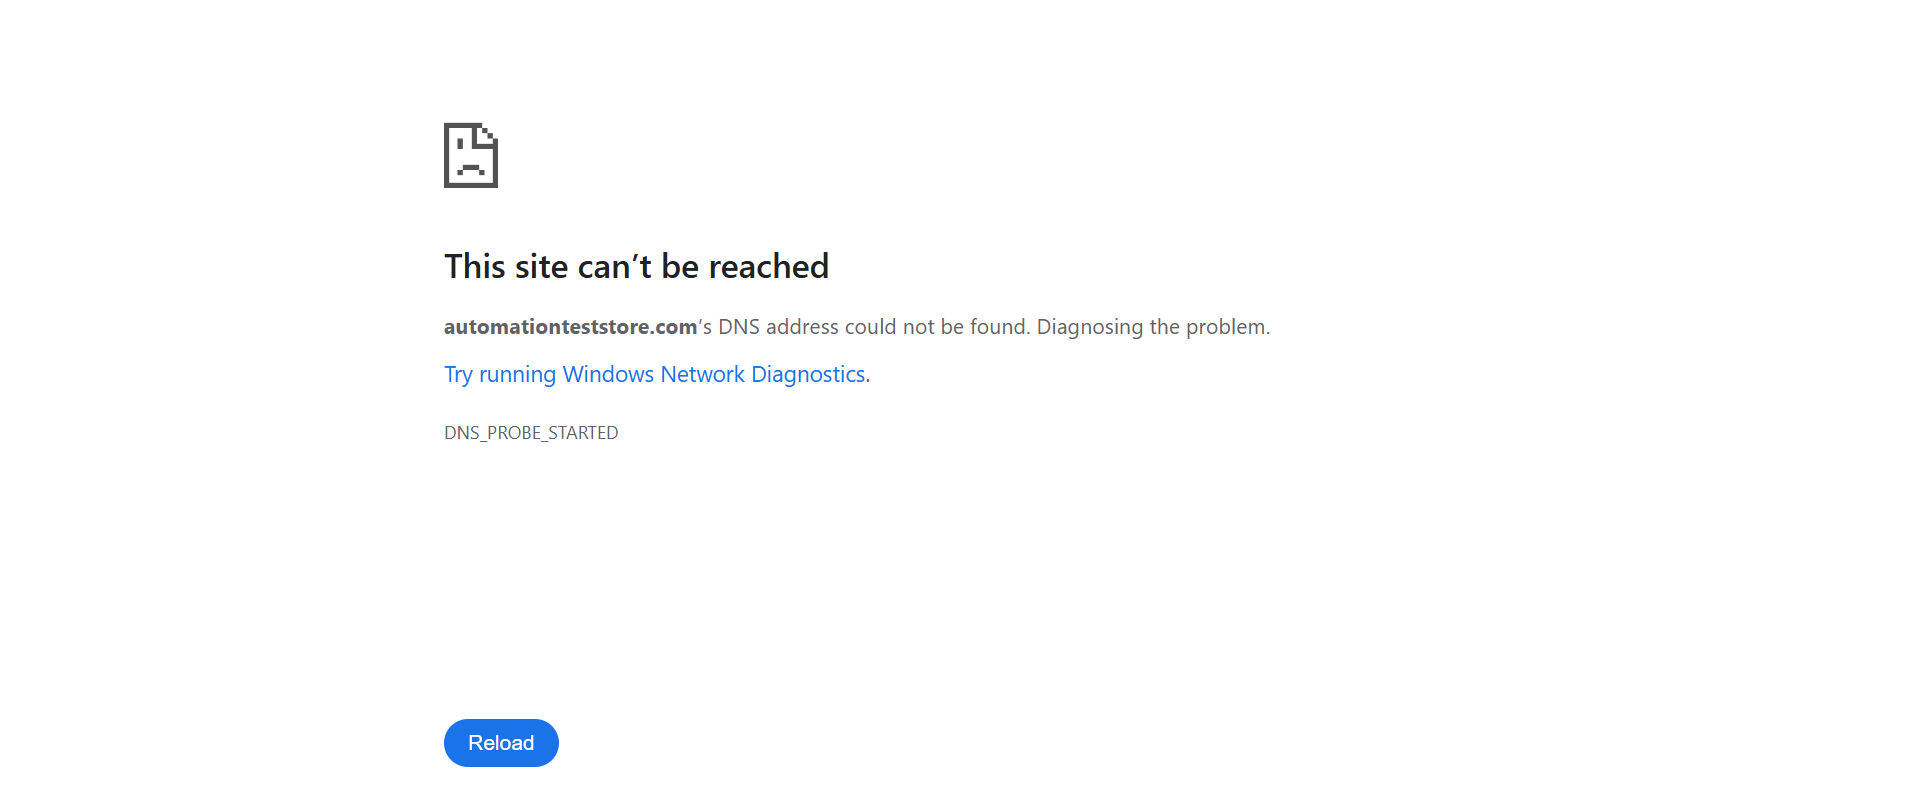 This site can’t be reached
automationteststore.com’s DNS address could not be found. Diagnosing the problem.
Try running Windows Network Diagnostics.
DNS_PROBE_STARTED
Reload